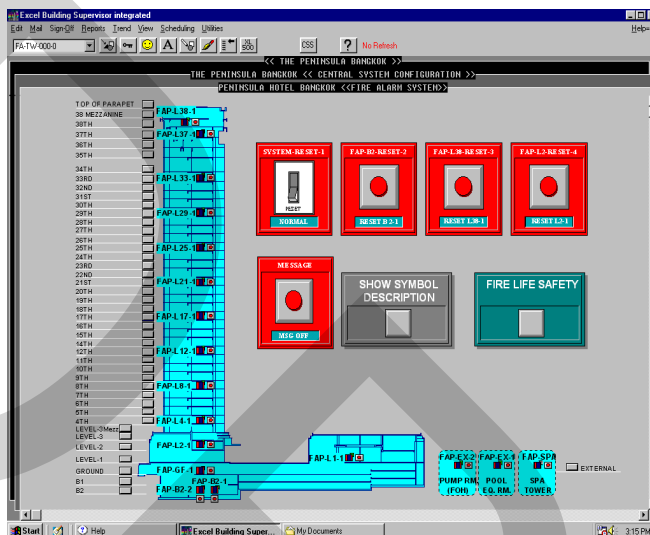 Excel Building Supervisor integrated
Edit Mail Sign-Off Reports Trend View Scheduling Utilities Help=
FA-TW-000-0 A XL 500 CSS ? No Refresh
<< THE PENINSULA BANGKOK >>
THE PENINSULA BANGKOK << CENTRAL SYSTEM CONFIGURATION >>
PENINSULA HOTEL BANGKOK <<FIRE ALARM SYSTEM>>
TOP OF PARAPET
38 MEZZANINE FAP-L38-1
38TH
37TH FAP-L37-1
36TH
35TH
34TH
33RD FAP-L33-1
32ND
31ST
30TH
29TH FAP-L29-1
28TH
27TH
26TH
25TH FAP-L25-1
24TH
23RD
22ND
21ST FAP-L21-1
20TH
19TH
18TH
17TH FAP-L17-1
16TH
15TH
14TH
12TH FAP-L12-1
11TH
10TH
9TH
8TH FAP-L8-1
7TH
6TH
5TH
4TH FAP-L4-1
LEVEL-3Mezz
LEVEL-3
LEVEL-2 FAP-L2-1
LEVEL-1
GROUND FAP-GF-1
B1 FAP-B2-1
B2 FAP-B2-2
SYSTEM-RESET-1
RESET
NORMAL
FAP-B2-RESET-2
RESET B2-1
FAP-L38-RESET-3
RESET L38-1
FAP-L2-RESET-4
RESET L2-1
MESSAGE
MSG OFF
SHOW SYMBOL
DESCRIPTION
FIRE LIFE SAFETY
FAP-L1-1
FAP-EX-2 FAP-EX-1 FAP-SPA
PUMP RM. POOL SPA
(FOH) EQ. RM. TOWER
EXTERNAL
Start Help Excel Building Super... My Documents 3:15 PM